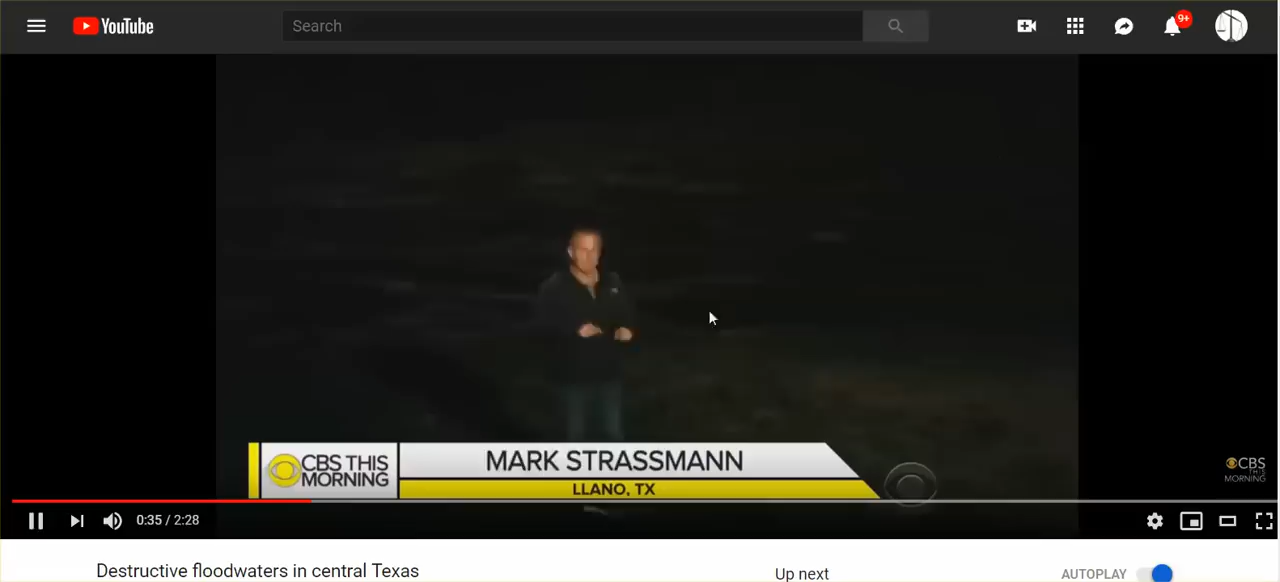 YouTube
Search
9+
CBS THIS
MORNING
MARK STRASSMANN
LLANO, TX
CBS
THIS
MORNING
0:35 / 2:28
Destructive floodwaters in central Texas
Up next
AUTOPLAY